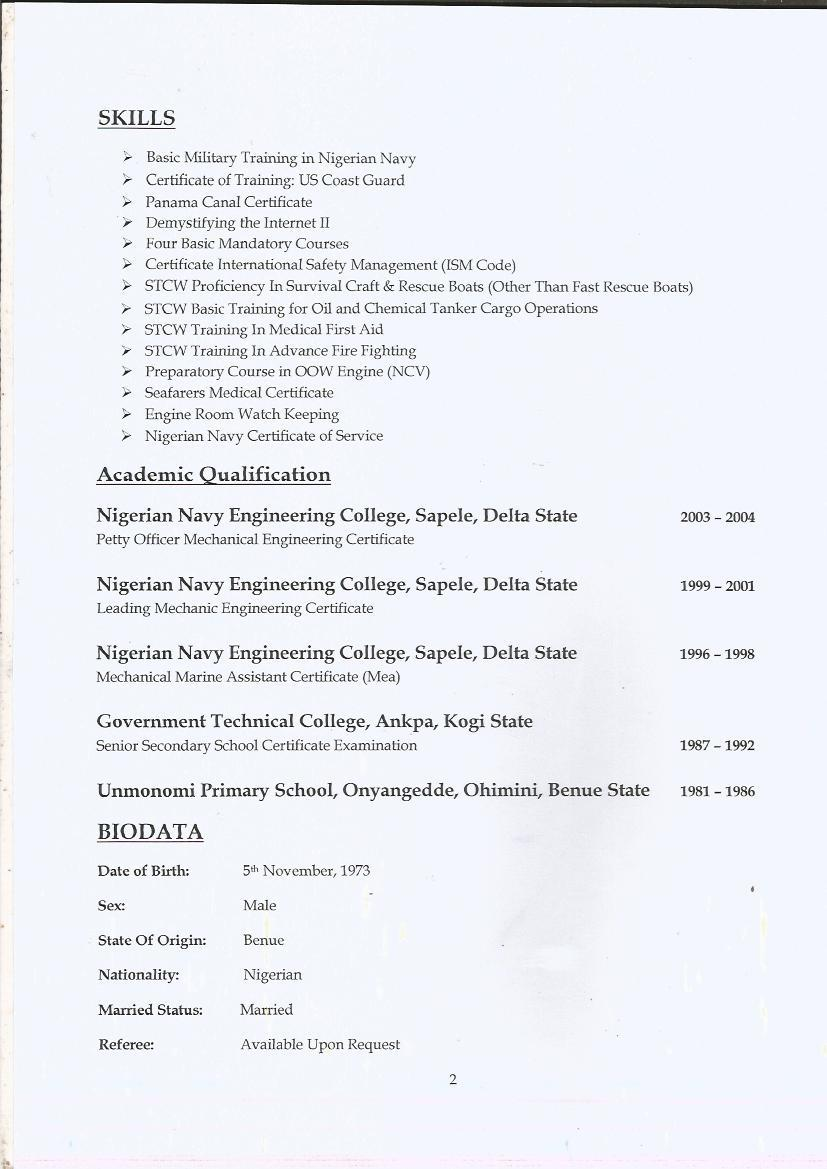 SKILLS
➢ Basic Military Training in Nigerian Navy
➢ Certificate of Training: US Coast Guard
➢ Panama Canal Certificate
➢ Demystifying the Internet II
➢ Four Basic Mandatory Courses
➢ Certificate International Safety Management (ISM Code)
➢ STCW Proficiency In Survival Craft & Rescue Boats (Other Than Fast Rescue Boats)
➢ STCW Basic Training for Oil and Chemical Tanker Cargo Operations
➢ STCW Training In Medical First Aid
➢ STCW Training In Advance Fire Fighting
➢ Preparatory Course in OOW Engine (NCV)
➢ Seafarers Medical Certificate
➢ Engine Room Watch Keeping
➢ Nigerian Navy Certificate of Service
Academic Qualification
Nigerian Navy Engineering College, Sapele, Delta State 2003 – 2004
Petty Officer Mechanical Engineering Certificate
Nigerian Navy Engineering College, Sapele, Delta State 1999 – 2001
Leading Mechanic Engineering Certificate
Nigerian Navy Engineering College, Sapele, Delta State 1996 – 1998
Mechanical Marine Assistant Certificate (Mea)
Government Technical College, Ankpa, Kogi State
Senior Secondary School Certificate Examination 1987 – 1992
Unmonomi Primary School, Onyangedde, Ohimini, Benue State 1981 – 1986
BIODATA
Date of Birth: 5th November, 1973
Sex: Male
State Of Origin: Benue
Nationality: Nigerian
Married Status: Married
Referee: Available Upon Request
2